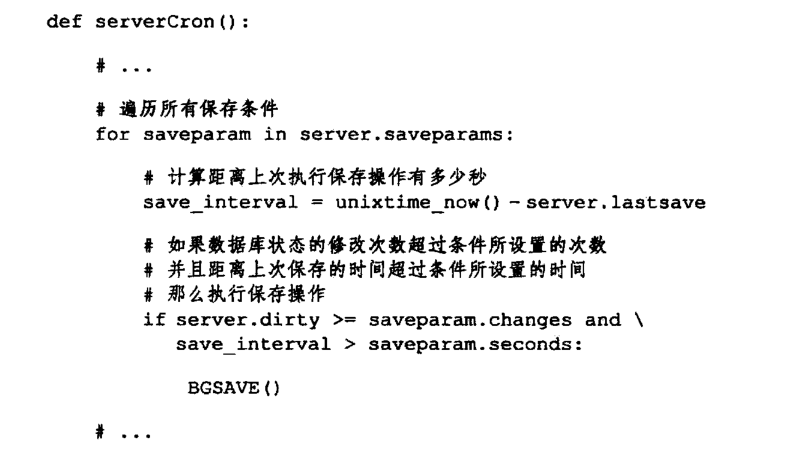 def serverCron():
# ...
# 遍历所有保存条件
for saveparam in server.saveparams:
# 计算距离上次执行保存操作有多少秒
save_interval = unixtime_now()-server.lastsave
# 如果数据库状态的修改次数超过条件所设置的次数
# 并且距离上次保存的时间超过条件所设置的时间
# 那么执行保存操作
if server.dirty >= saveparam.changes and \
save_interval > saveparam.seconds:
BGSAVE()
# ...